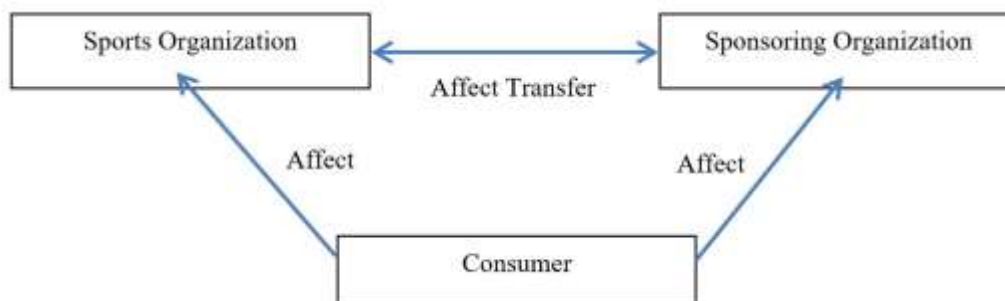 Sports Organization
Sponsoring Organization
Affect Transfer
Affect
Affect
Consumer